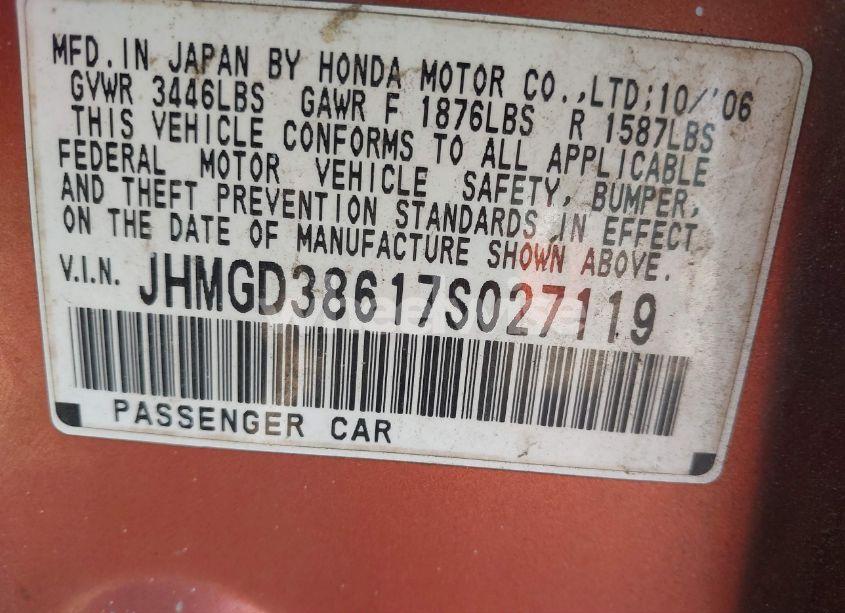 MFD. IN JAPAN BY HONDA MOTOR CO.,LTD;10/'06
GVWR 3446LBS GAWR F 1876LBS R 1587LBS
THIS VEHICLE CONFORMS TO ALL APPLICABLE
FEDERAL MOTOR VEHICLE SAFETY, BUMPER,
AND THEFT PREVENTION STANDARDS IN EFFECT
ON THE DATE OF MANUFACTURE SHOWN ABOVE.
V.I.N. JHMGD38617S027119
PASSENGER CAR